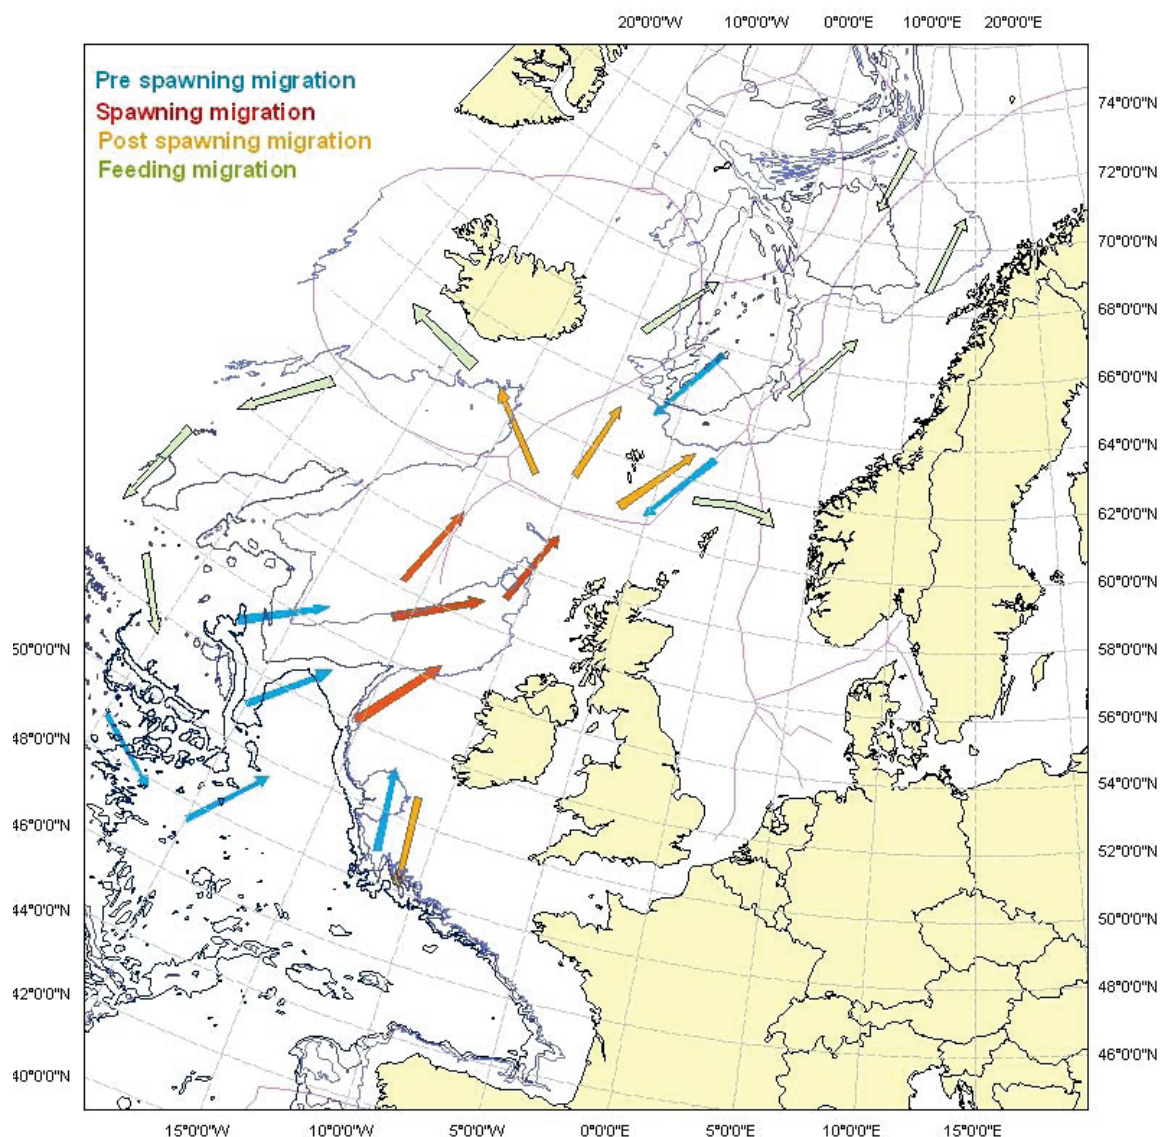 20°0'0"W 10°0'0"W 0°0'0"E 10°0'0"E 20°0'0"E
Pre spawning migration
Spawning migration
Post spawning migration
Feeding migration
74°0'0"N
72°0'0"N
70°0'0"N
68°0'0"N
66°0'0"N
64°0'0"N
62°0'0"N
60°0'0"N
58°0'0"N
56°0'0"N
54°0'0"N
52°0'0"N
50°0'0"N
48°0'0"N
46°0'0"N
50°0'0"N
48°0'0"N
46°0'0"N
44°0'0"N
42°0'0"N
40°0'0"N
15°0'0"W 10°0'0"W 5°0'0"W 0°0'0"E 5°0'0"E 10°0'0"E 15°0'0"E